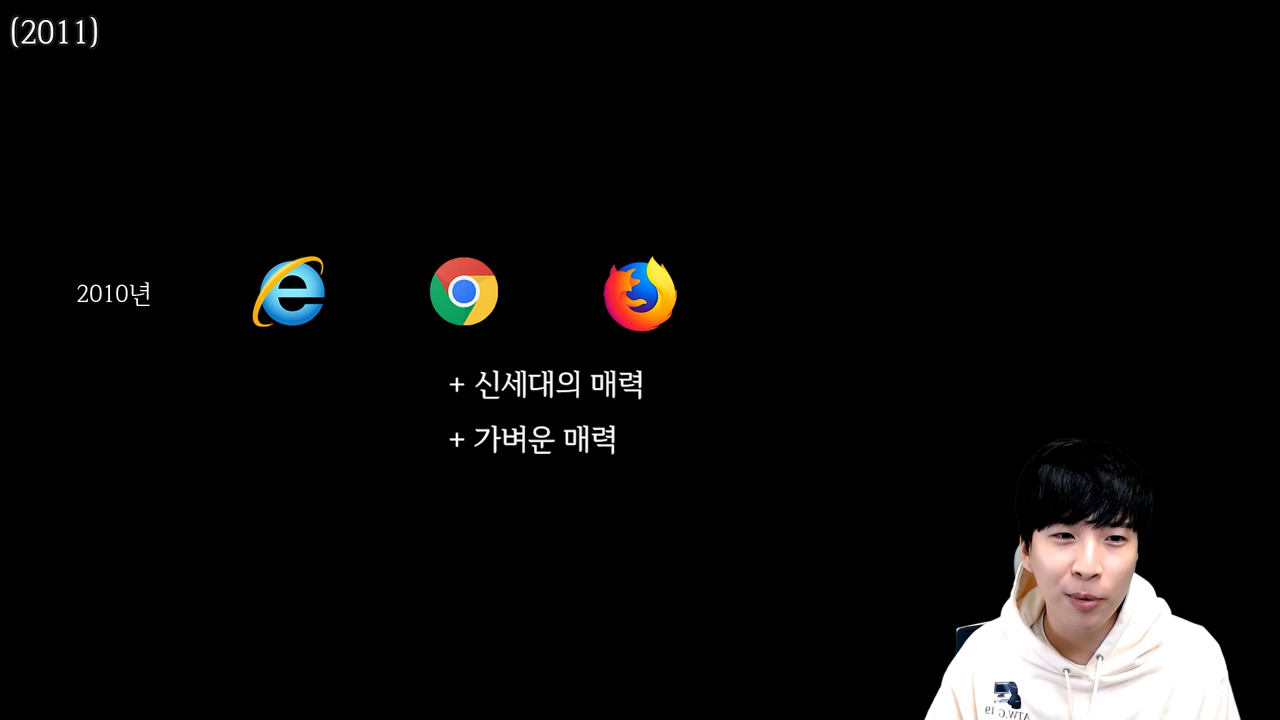 (2011)
2010년
+ 신세대의 매력
+ 가벼운 매력